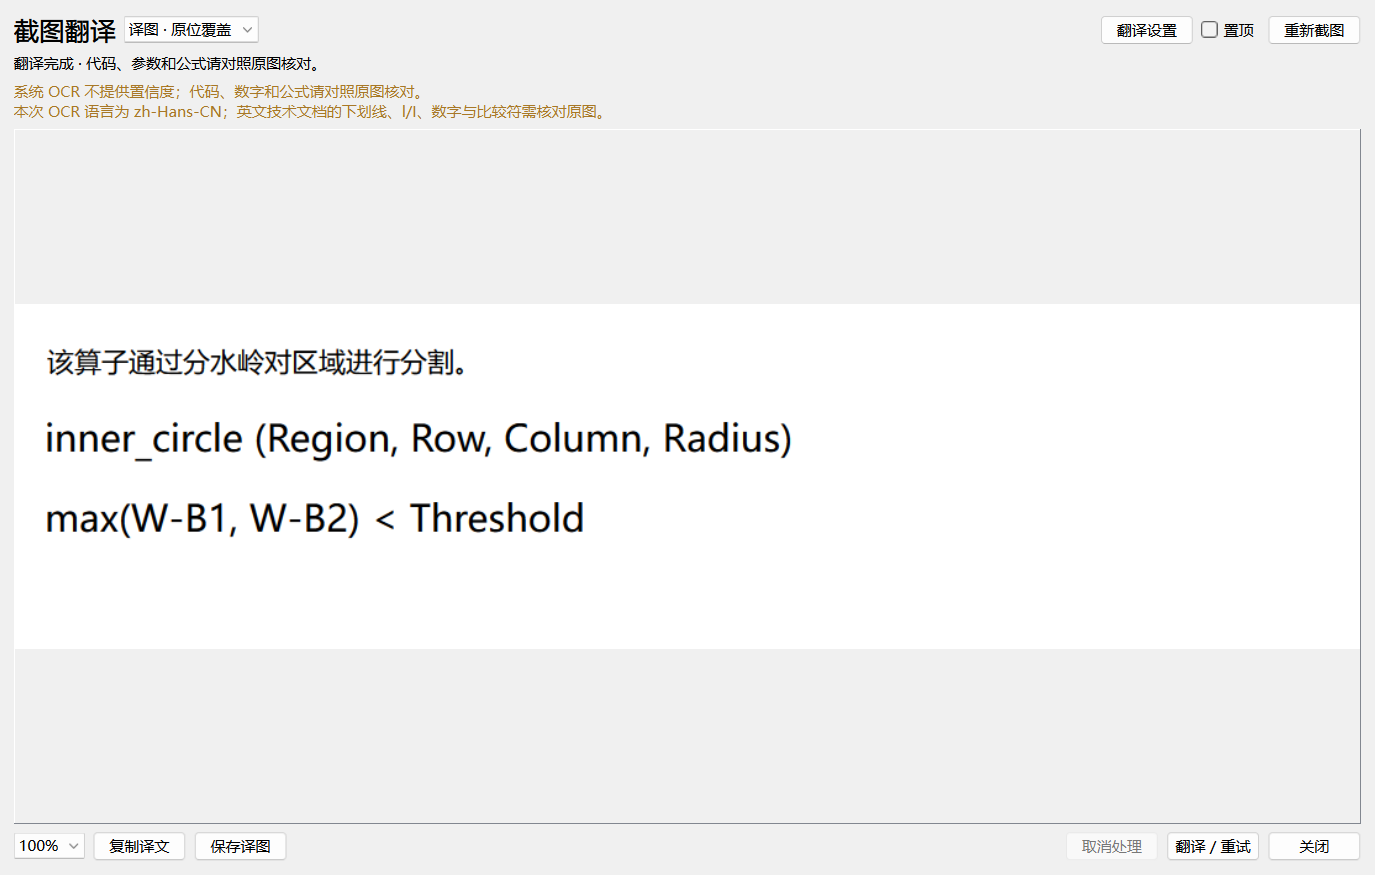 截图翻译 译图 · 原位覆盖 翻译设置 置顶 重新截图
翻译完成 · 代码、参数和公式请对照原图核对。
系统 OCR 不提供置信度；代码、数字和公式请对照原图核对。
本次 OCR 语言为 zh-Hans-CN；英文技术文档的下划线、l/I、数字与比较符需核对原图。
该算子通过分水岭对区域进行分割。
inner_circle (Region, Row, Column, Radius)
max(W-B1, W-B2) < Threshold
100% 复制译文 保存译图 取消处理 翻译 / 重试 关闭